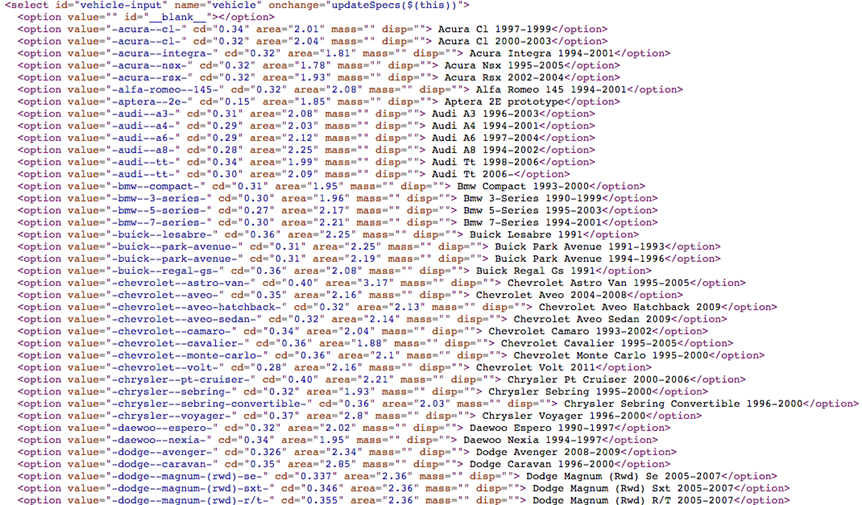 <select id="vehicle-input" name="vehicle" onchange="updateSpecs($(this))">
<option value="" id="__blank__"></option>
<option value="-acura--cl-" cd="0.34" area="2.01" mass="" disp=""> Acura Cl 1997-1999</option>
<option value="-acura--cl-" cd="0.32" area="2.04" mass="" disp=""> Acura Cl 2000-2003</option>
<option value="-acura--integra-" cd="0.32" area="1.81" mass="" disp=""> Acura Integra 1994-2001</option>
<option value="-acura--nsx-" cd="0.32" area="1.78" mass="" disp=""> Acura Nsx 1995-2005</option>
<option value="-acura--rsx-" cd="0.32" area="1.93" mass="" disp=""> Acura Rsx 2002-2004</option>
<option value="-alfa-romeo--145-" cd="0.32" area="2.08" mass="" disp=""> Alfa Romeo 145 1994-2001</option>
<option value="-aptera--2e-" cd="0.15" area="1.85" mass="" disp=""> Aptera 2E prototype</option>
<option value="-audi--a3-" cd="0.31" area="2.08" mass="" disp=""> Audi A3 1996-2003</option>
<option value="-audi--a4-" cd="0.29" area="2.03" mass="" disp=""> Audi A4 1994-2001</option>
<option value="-audi--a6-" cd="0.29" area="2.12" mass="" disp=""> Audi A6 1997-2004</option>
<option value="-audi--a8-" cd="0.28" area="2.25" mass="" disp=""> Audi A8 1994-2002</option>
<option value="-audi--tt-" cd="0.34" area="1.99" mass="" disp=""> Audi Tt 1998-2006</option>
<option value="-audi--tt-" cd="0.30" area="2.09" mass="" disp=""> Audi Tt 2006-</option>
<option value="-bmw--compact-" cd="0.31" area="1.95" mass="" disp=""> Bmw Compact 1993-2000</option>
<option value="-bmw--3-series-" cd="0.30" area="1.96" mass="" disp=""> Bmw 3-Series 1990-1999</option>
<option value="-bmw--5-series-" cd="0.27" area="2.17" mass="" disp=""> Bmw 5-Series 1995-2003</option>
<option value="-bmw--7-series-" cd="0.30" area="2.21" mass="" disp=""> Bmw 7-Series 1994-2001</option>
<option value="-buick--lesabre-" cd="0.36" area="2.25" mass="" disp=""> Buick Lesabre 1991</option>
<option value="-buick--park-avenue-" cd="0.31" area="2.25" mass="" disp=""> Buick Park Avenue 1991-1993</option>
<option value="-buick--park-avenue-" cd="0.31" area="2.19" mass="" disp=""> Buick Park Avenue 1994-1996</option>
<option value="-buick--regal-gs-" cd="0.36" area="2.08" mass="" disp=""> Buick Regal Gs 1991</option>
<option value="-chevrolet--astro-van-" cd="0.40" area="3.17" mass="" disp=""> Chevrolet Astro Van 1995-2005</option>
<option value="-chevrolet--aveo-" cd="0.35" area="2.16" mass="" disp=""> Chevrolet Aveo 2004-2008</option>
<option value="-chevrolet--aveo-hatchback-" cd="0.32" area="2.13" mass="" disp=""> Chevrolet Aveo Hatchback 2009</option>
<option value="-chevrolet--aveo-sedan-" cd="0.32" area="2.14" mass="" disp=""> Chevrolet Aveo Sedan 2009</option>
<option value="-chevrolet--camaro-" cd="0.34" area="2.04" mass="" disp=""> Chevrolet Camaro 1993-2002</option>
<option value="-chevrolet--cavalier-" cd="0.36" area="1.88" mass="" disp=""> Chevrolet Cavalier 1995-2005</option>
<option value="-chevrolet--monte-carlo-" cd="0.36" area="2.1" mass="" disp=""> Chevrolet Monte Carlo 1995-2000</option>
<option value="-chevrolet--volt-" cd="0.28" area="2.16" mass="" disp=""> Chevrolet Volt 2011</option>
<option value="-chrysler--pt-cruiser-" cd="0.40" area="2.21" mass="" disp=""> Chrysler Pt Cruiser 2000-2006</option>
<option value="-chrysler--sebring-" cd="0.32" area="1.93" mass="" disp=""> Chrysler Sebring 1995-2000</option>
<option value="-chrysler--sebring-convertible-" cd="0.36" area="2.03" mass="" disp=""> Chrysler Sebring Convertible 1996-2000</option>
<option value="-chrysler--voyager-" cd="0.37" area="2.8" mass="" disp=""> Chrysler Voyager 1996-2000</option>
<option value="-daewoo--espero-" cd="0.32" area="2.02" mass="" disp=""> Daewoo Espero 1990-1997</option>
<option value="-daewoo--nexia-" cd="0.34" area="1.95" mass="" disp=""> Daewoo Nexia 1994-1997</option>
<option value="-dodge--avenger-" cd="0.326" area="2.34" mass="" disp=""> Dodge Avenger 2008-2009</option>
<option value="-dodge--caravan-" cd="0.35" area="2.85" mass="" disp=""> Dodge Caravan 1996-2000</option>
<option value="-dodge--magnum-(rwd)-se-" cd="0.337" area="2.36" mass="" disp=""> Dodge Magnum (Rwd) Se 2005-2007</option>
<option value="-dodge--magnum-(rwd)-sxt-" cd="0.346" area="2.36" mass="" disp=""> Dodge Magnum (Rwd) Sxt 2005-2007</option>
<option value="-dodge--magnum-(rwd)-r/t-" cd="0.355" area="2.36" mass="" disp=""> Dodge Magnum (Rwd) R/T 2005-2007</option>